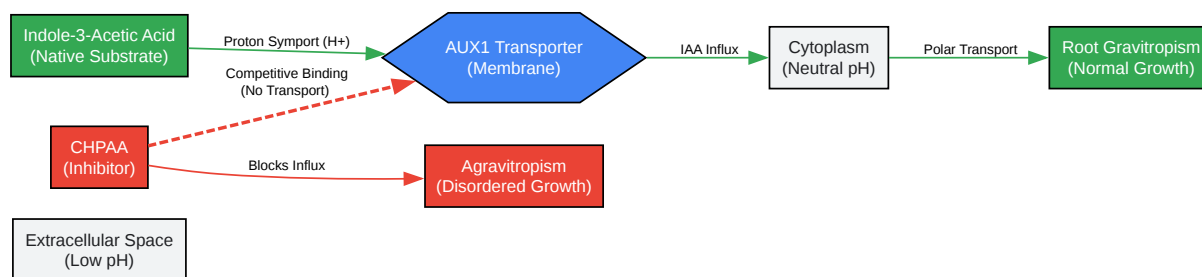 Indole-3-Acetic Acid
(Native Substrate)
Proton Symport (H+)
AUX1 Transporter
(Membrane)
IAA Influx
Cytoplasm
(Neutral pH)
Polar Transport
Root Gravitropism
(Normal Growth)
Competitive Binding
(No Transport)
CHPAA
(Inhibitor)
Blocks Influx
Agravitropism
(Disordered Growth)
Extracellular Space
(Low pH)